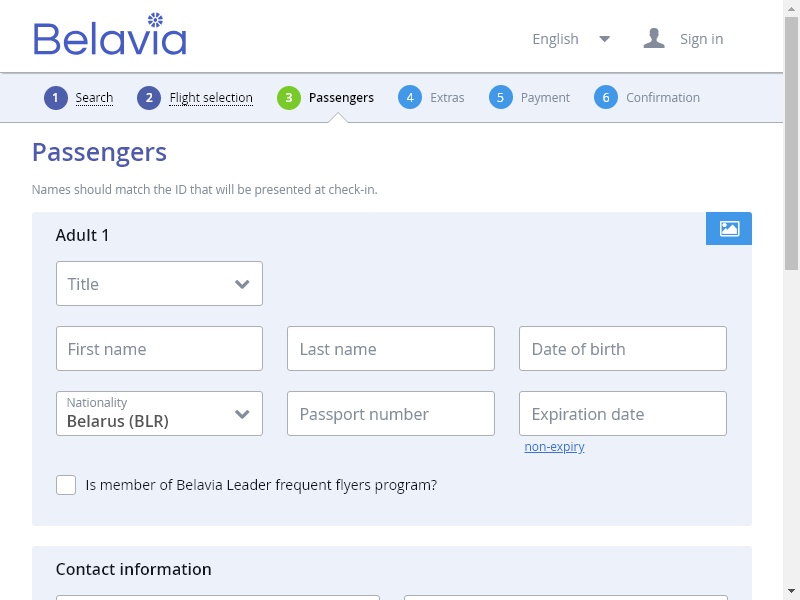 Belavia
English
Sign in
1 Search
2 Flight selection
3 Passengers
4 Extras
5 Payment
6 Confirmation
Passengers
Names should match the ID that will be presented at check-in.
Adult 1
Title
First name
Last name
Date of birth
Nationality
Belarus (BLR)
Passport number
Expiration date
non-expiry
Is member of Belavia Leader frequent flyers program?
Contact information